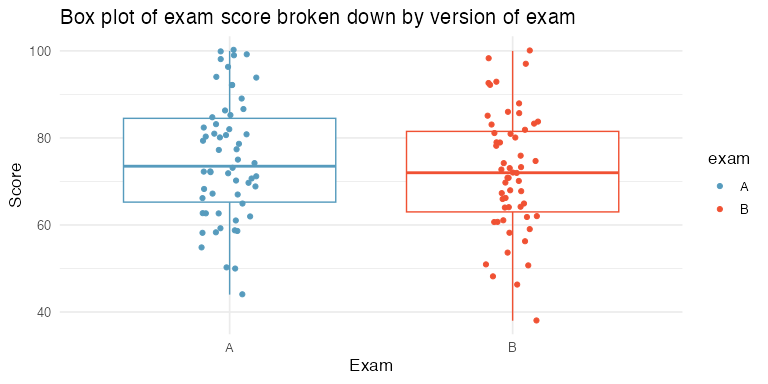 Box plot of exam score broken down by version of exam
100
80
60
40
Score
A
B
Exam
exam
A
B